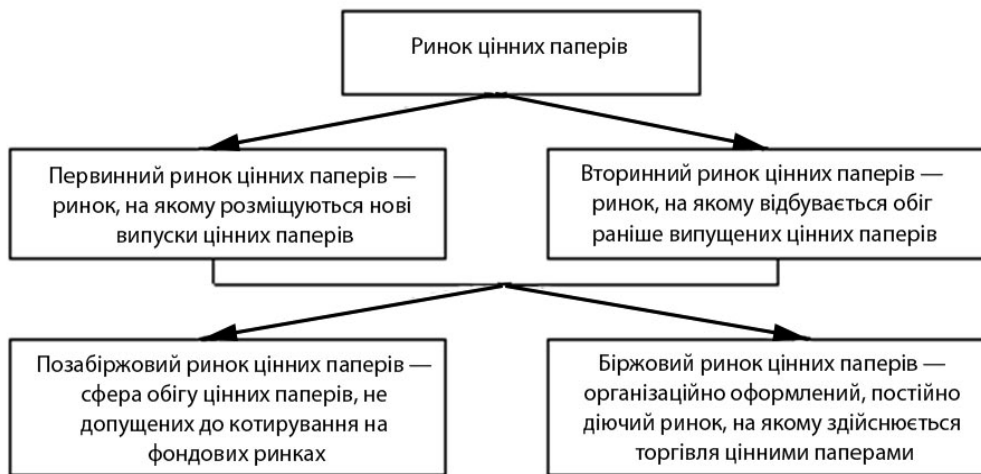 Ринок цінних паперів
Первинний ринок цінних паперів —
ринок, на якому розміщуються нові
випуски цінних паперів
Вторинний ринок цінних паперів —
ринок, на якому відбувається обіг
раніше випущених цінних паперів
Позабіржовий ринок цінних паперів —
сфера обігу цінних паперів, не
допущених до котирування на
фондових ринках
Біржовий ринок цінних паперів —
організаційно оформлений, постійно
діючий ринок, на якому здійснюється
торгівля цінними паперами